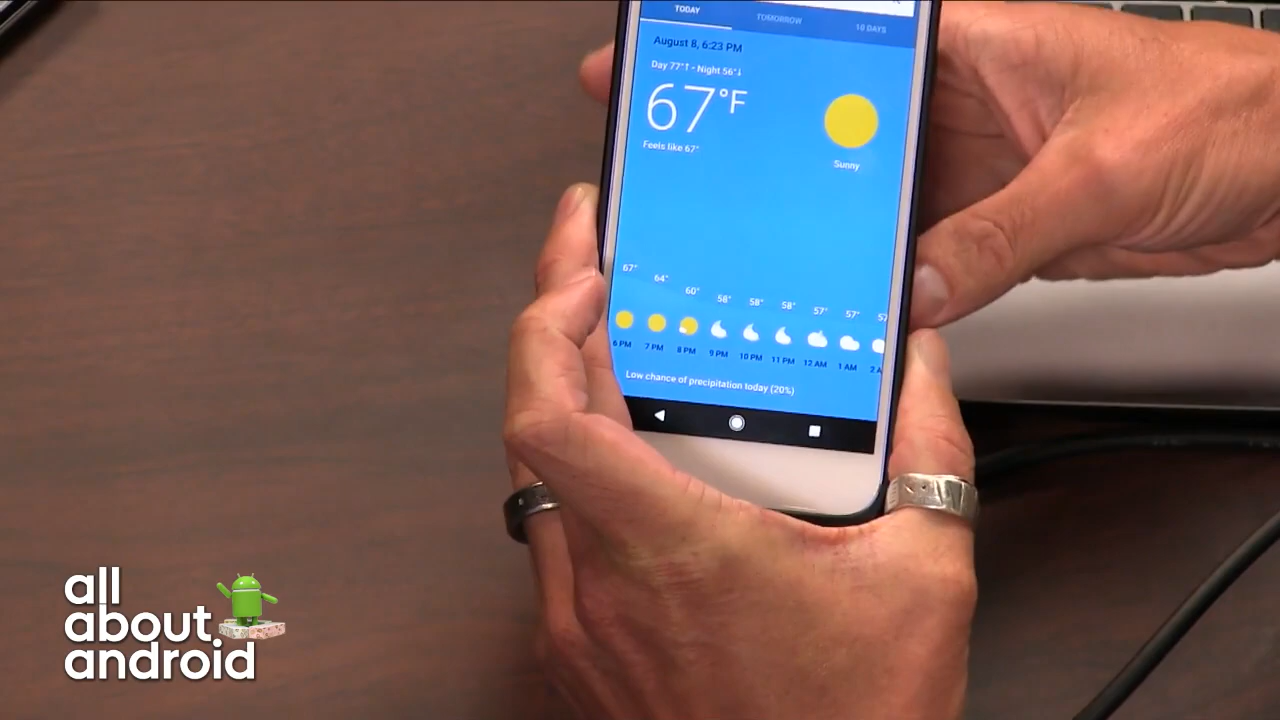 TODAY TOMORROW 10 DAYS
August 8, 6:23 PM
Day 77°↑ • Night 56°↓
67°F
Feels like 67°
Sunny
67° 64° 60° 58° 58° 58° 57° 57° 57
6 PM 7 PM 8 PM 9 PM 10 PM 11 PM 12 AM 1 AM 2 A
Low chance of precipitation today (20%)
all
about
android